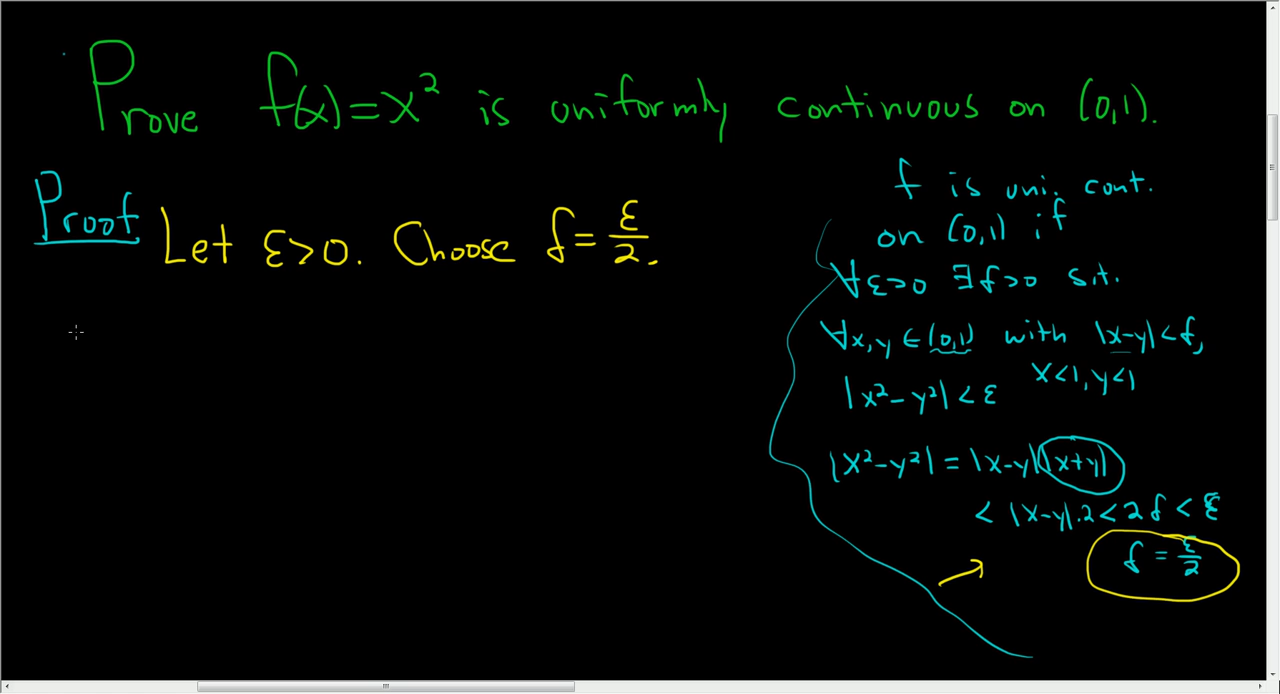 Prove f(x)=x² is uniformly continuous on (0,1).
Proof Let ε>0. Choose δ=ε/2.
f is uni. cont.
on (0,1) if
∀ε>0 ∃δ>0 s.t.
∀x,y∈(0,1) with |x-y|<δ,
|x²-y²|<ε x<1, y<1
|x²-y²|=|x-y||x+y|
<|x-y|.2<2δ<ε
δ=ε/2